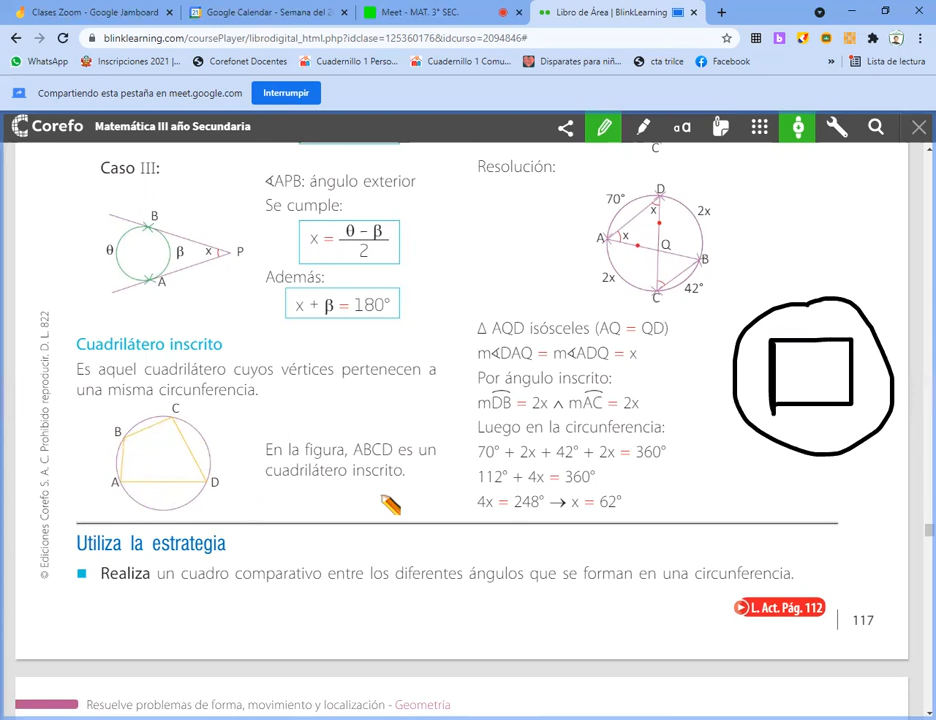 Clases Zoom - Google Jamboard
Google Calendar - Semana del 2
Meet - MAT. 3° SEC.
Libro de Área | BlinkLearning
blinklearning.com/coursePlayer/librodigital_html.php?idclase=125360176&idcurso=2094846#
WhatsApp
Inscripciones 2021 |...
Corefonet Docentes
Cuadernillo 1 Perso...
Cuadernillo 1 Comu...
Disparates para niñ...
cta trilce
Facebook
»
Lista de lectura
Compartiendo esta pestaña en meet.google.com
Interrumpir
Corefo
Matemática III año Secundaria
aα
Caso III:
B
θ
β
x
P
A
∢APB: ángulo exterior
Se cumple:
x = θ − β / 2
Además:
x + β = 180°
Cuadrilátero inscrito
Es aquel cuadrilátero cuyos vértices pertenecen a
una misma circunferencia.
C
B
A
D
En la figura, ABCD es un
cuadrilátero inscrito.
C
Resolución:
D
70°
x
2x
A
x
Q
B
2x
42°
C
Δ AQD isósceles (AQ = QD)
m∢DAQ = m∢ADQ = x
Por ángulo inscrito:
mDB = 2x ∧ mAC = 2x
Luego en la circunferencia:
70° + 2x + 42° + 2x = 360°
112° + 4x = 360°
4x = 248° → x = 62°
© Ediciones Corefo S. A. C. Prohibido reproducir. D. L. 822
Utiliza la estrategia
Realiza un cuadro comparativo entre los diferentes ángulos que se forman en una circunferencia.
L. Act. Pág. 112
117
Resuelve problemas de forma, movimiento y localización - Geometría